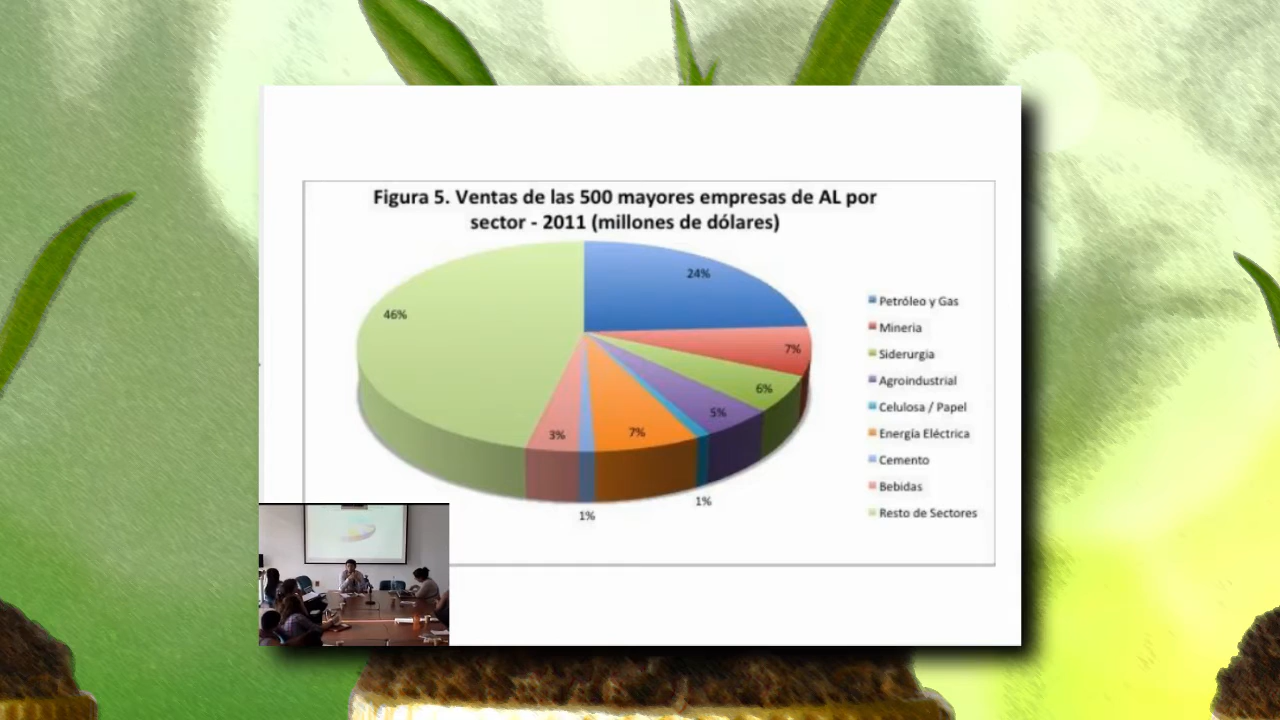 Figura 5. Ventas de las 500 mayores empresas de AL por
sector - 2011 (millones de dólares)
24%
46%
7%
6%
5%
7%
3%
1%
1%
Petróleo y Gas
Mineria
Siderurgia
Agroindustrial
Celulosa / Papel
Energía Eléctrica
Cemento
Bebidas
Resto de Sectores